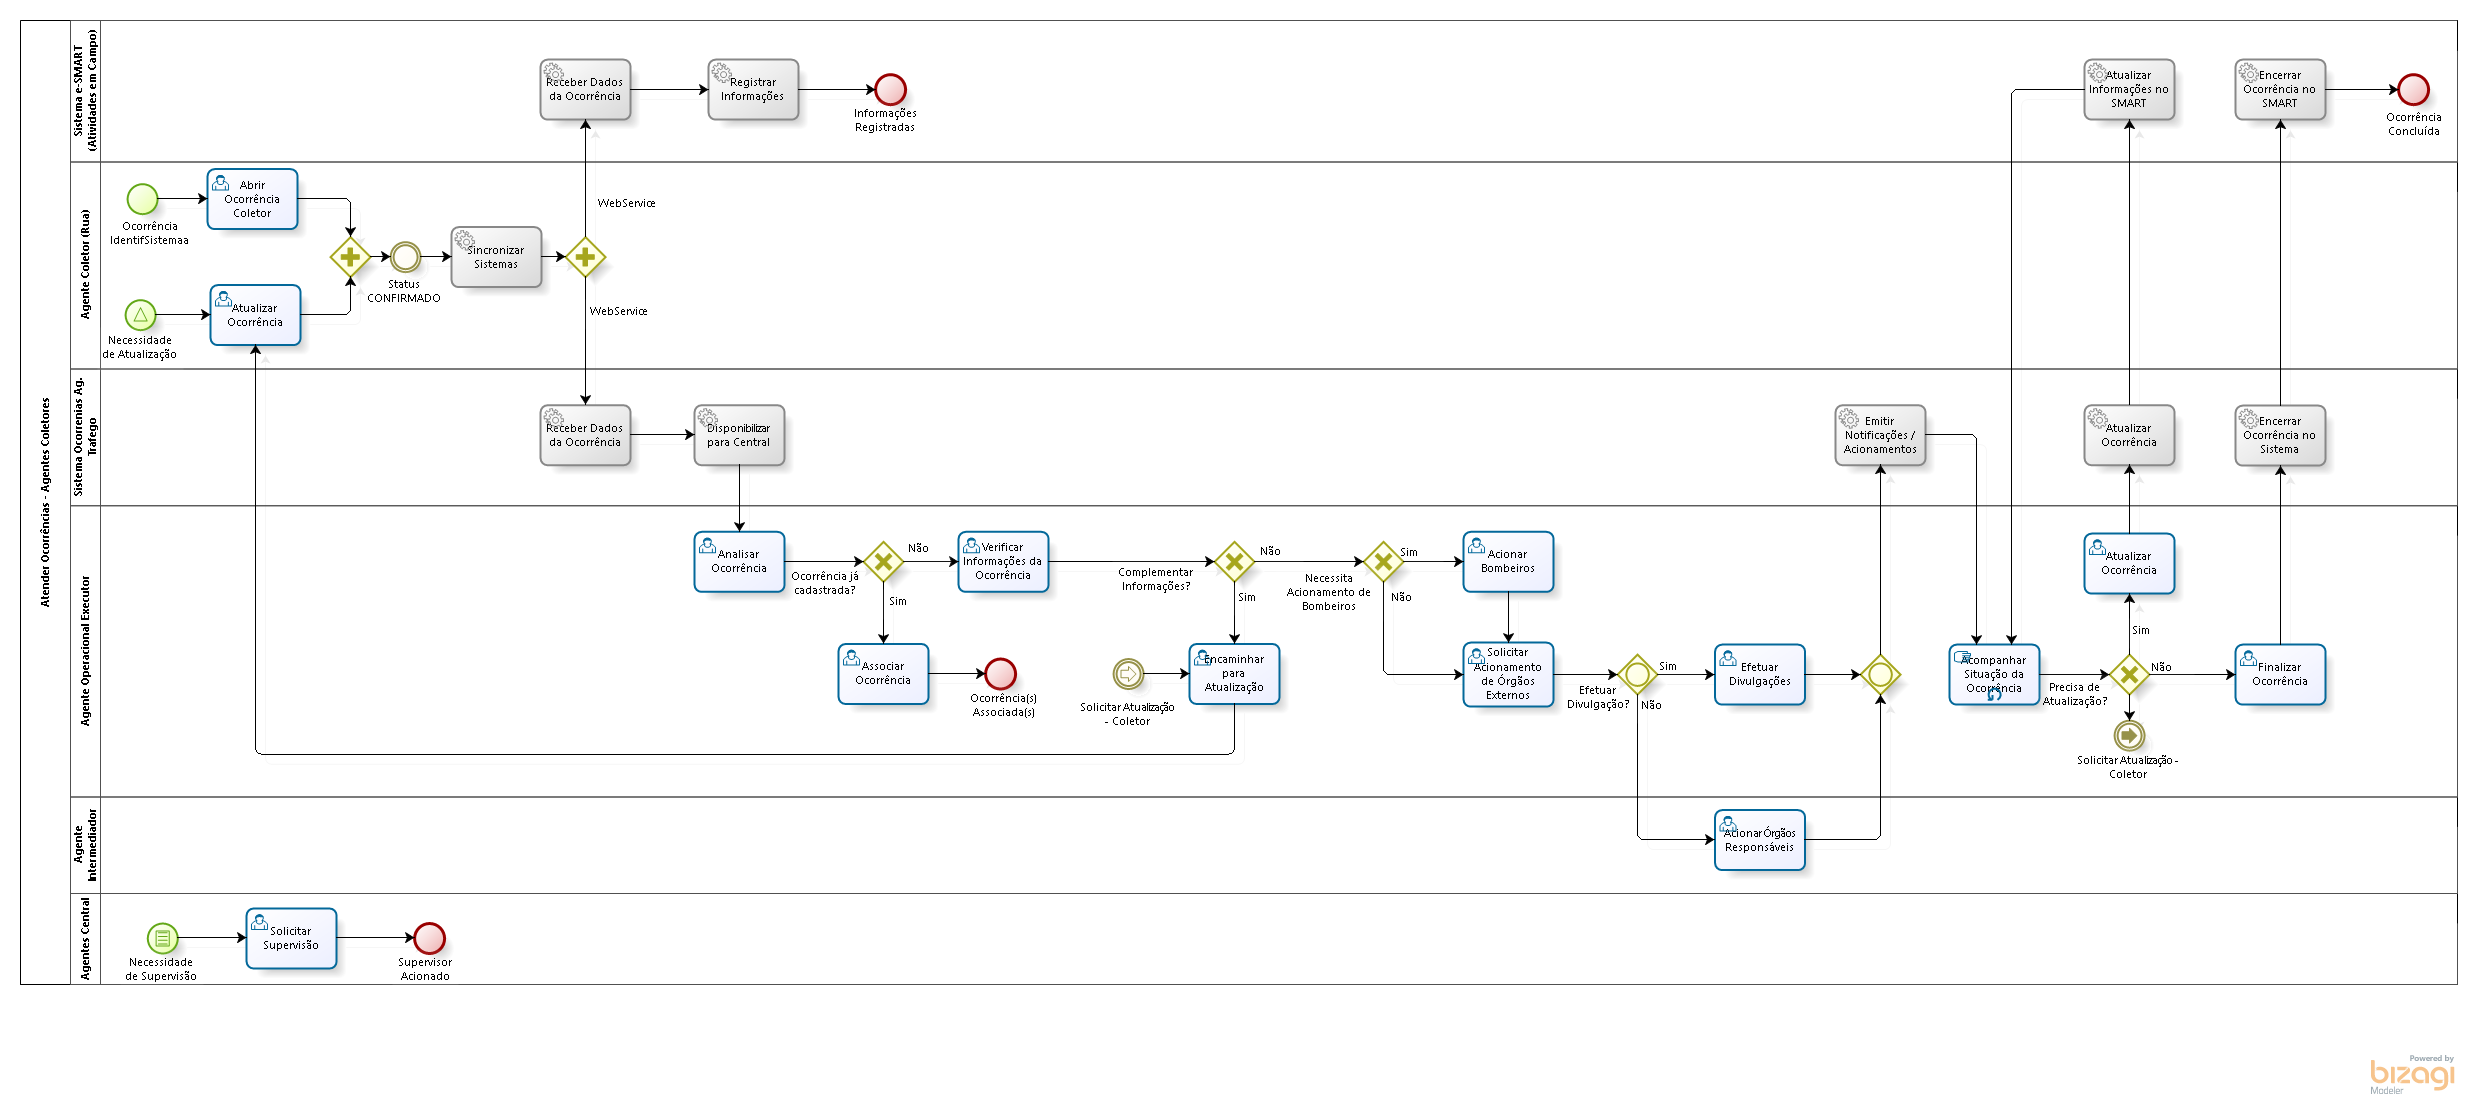 Atender Ocorrências - Agentes Coletores
Sistema e-SMART
(Atividades em Campo)
Receber Dados
da Ocorrência
Registrar
Informações
Informações
Registradas
Atualizar
Informações no
SMART
Encerrar
Ocorrência no
SMART
Ocorrência
Concluída
Agente Coletor (Rua)
Ocorrência
IdentifSistemaa
Abrir
Ocorrência
Coletor
Necessidade
de Atualização
Atualizar
Ocorrência
Status
CONFIRMADO
Sincronizar
Sistemas
WebService
WebService
Sistema Ocorrenias Ag.
Trafego
Receber Dados
da Ocorrência
Disponibilizar
para Central
Emitir
Notificações /
Acionamentos
Atualizar
Ocorrência
Encerrar
Ocorrência no
Sistema
Agente Operacional Executor
Analisar
Ocorrência
Ocorrência já
cadastrada?
Não
Sim
Verificar
Informações da
Ocorrência
Associar
Ocorrência
Ocorrência(s)
Associada(s)
Complementar
Informações?
Não
Sim
Solicitar Atualização
- Coletor
Encaminhar
para
Atualização
Necessita
Acionamento de
Bombeiros
Sim
Não
Acionar
Bombeiros
Solicitar
Acionamento
de Órgãos
Externos
Efetuar
Divulgação?
Sim
Não
Efetuar
Divulgações
Acompanhar
Situação da
Ocorrência
Precisa de
Atualização?
Sim
Não
Atualizar
Ocorrência
Solicitar Atualização -
Coletor
Finalizar
Ocorrência
Agente
Intermediador
Acionar Órgãos
Responsáveis
Agentes Central
Necessidade
de Supervisão
Solicitar
Supervisão
Supervisor
Acionado
Powered by
bizagi
Modeler